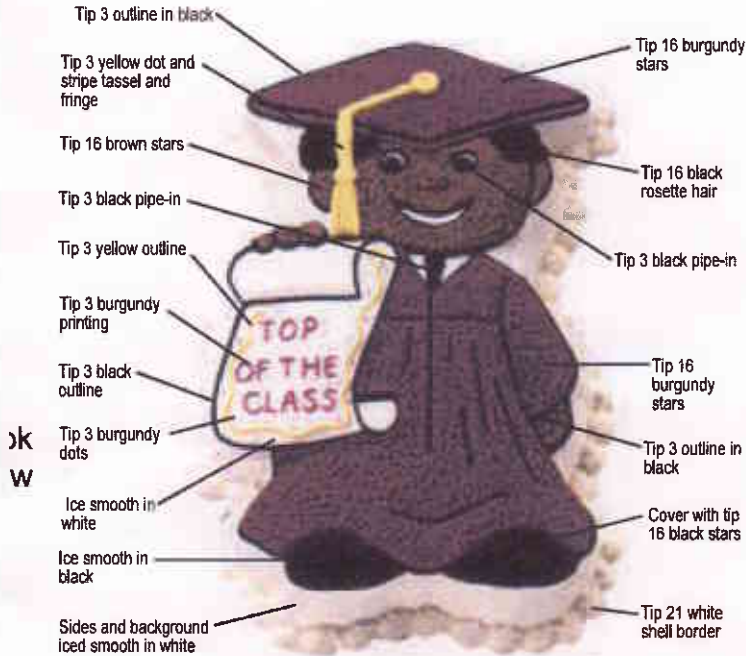 Tip 3 outline in black
Tip 3 yellow dot and
stripe tassel and
fringe
Tip 16 brown stars
Tip 3 black pipe-in
Tip 3 yellow outline
Tip 3 burgundy
printing
Tip 3 black
outline
Tip 3 burgundy
dots
Ice smooth in
white
Ice smooth in
black
Sides and background
iced smooth in white
Tip 16 burgundy
stars
Tip 16 black
rosette hair
Tip 3 black pipe-in
Tip 16
burgundy
stars
Tip 3 outline in
black
Cover with tip
16 black stars
Tip 21 white
shell border
TOP
OF THE
CLASS
ok
w